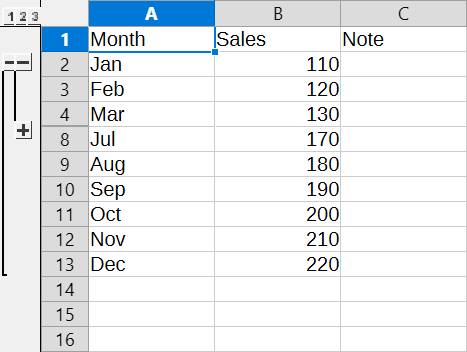 1 2 3 A B C
1 Month Sales Note
2 Jan 110
3 Feb 120
4 Mar 130
8 Jul 170
9 Aug 180
10 Sep 190
11 Oct 200
12 Nov 210
13 Dec 220
14
15
16